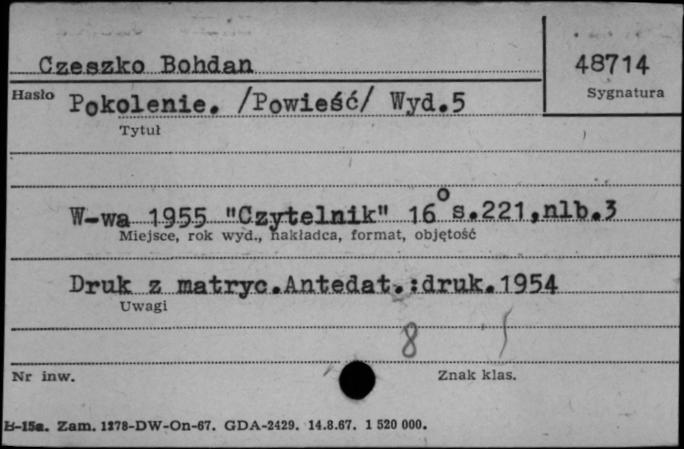 Czeszko Bohdan
48714
Hasło
Sygnatura
Pokolenie. /Powieść/ Wyd.5
Tytuł
W-wa 1955 "Czytelnik" 16° s.221,nlb.3
Miejsce, rok wyd., nakładca, format, objętość
Druk z matryc.Antedat.:druk.1954
Uwagi
8
Nr inw.
Znak klas.
B-15a. Zam. 1278-DW-On-67. GDA-2429. 14.8.67. 1 520 000.